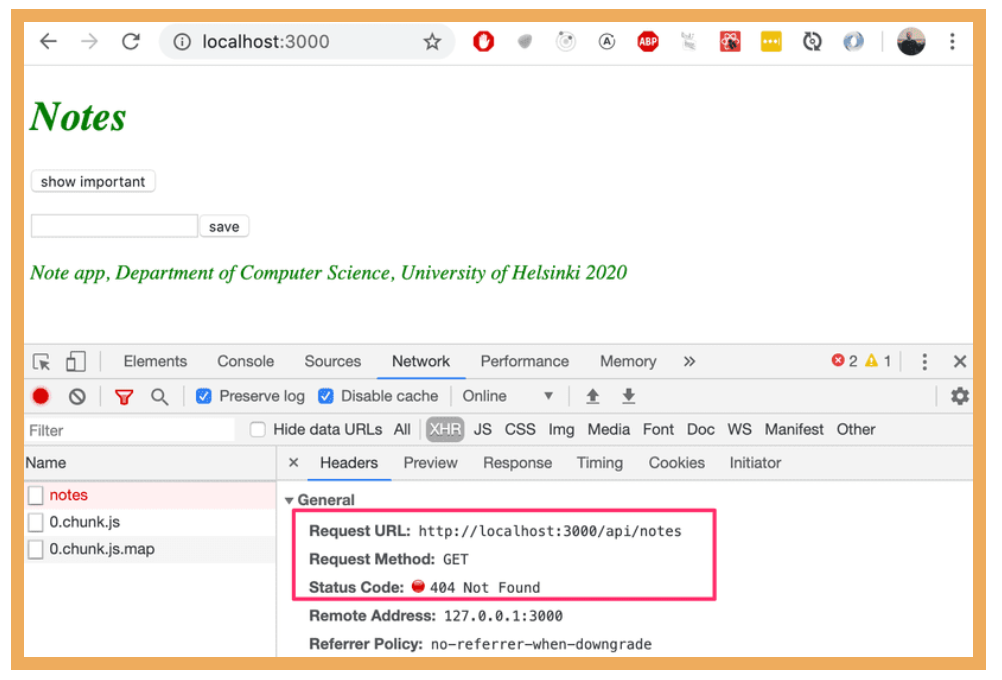 localhost:3000
ABP
Notes
show important
save
Note app, Department of Computer Science, University of Helsinki 2020
Elements Console Sources Network Performance Memory » 2 1
Preserve log Disable cache Online
Filter Hide data URLs All XHR JS CSS Img Media Font Doc WS Manifest Other
Name × Headers Preview Response Timing Cookies Initiator
notes
0.chunk.js
0.chunk.js.map
General
Request URL: http://localhost:3000/api/notes
Request Method: GET
Status Code: 404 Not Found
Remote Address: 127.0.0.1:3000
Referrer Policy: no-referrer-when-downgrade